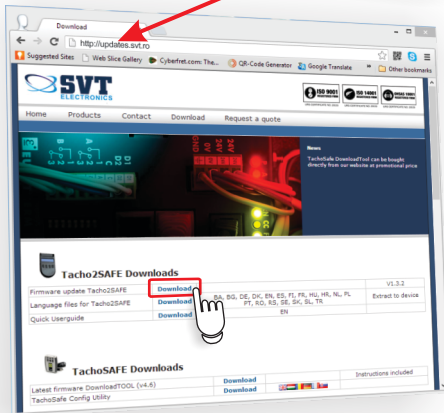 Download
http://updates.svt.ro
Suggested Sites Web Slice Gallery Cyberfret.com: The... QR-Code Generator Google Translate » Other bookmarks
SVT
ELECTRONICS
ISO 9001 ISO 14001 OHSAS 18001
Home Products Contact Download Request a quote
News
TachoSafe DownloadTool can be bought
directly from our website at promotional price
Tacho2SAFE Downloads
Firmware update Tacho2SAFE Download V1.3.2
Language files for Tacho2SAFE Download BA, BG, DE, DK, EN, ES, FI, FR, HU, HR, NL, PL Extract to device
PT, RO, RS, SE, SK, SL, TR
Quick Userguide Download EN
TachoSAFE Downloads
Latest firmware DownloadTOOL (v4.6) Download Instructions included
TachoSafe Config Utility Download